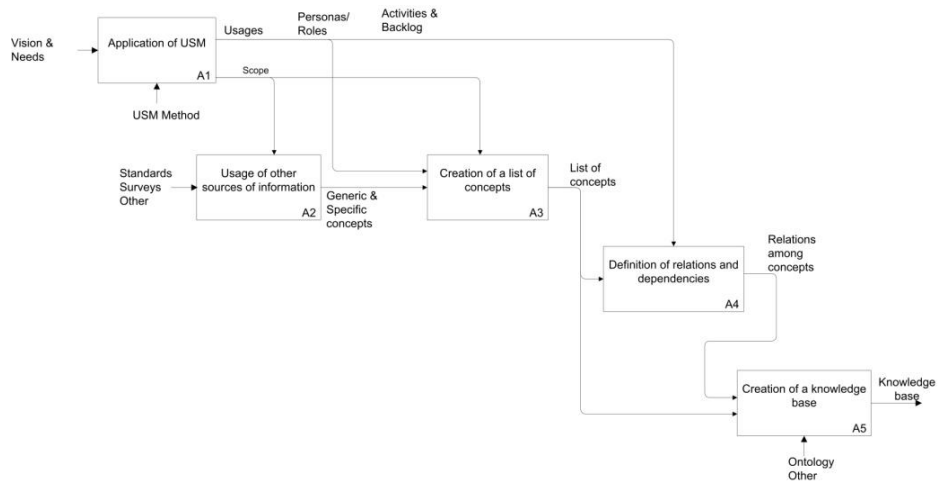 Vision &
Needs
Application of USM
A1
USM Method
Usages
Personas/
Roles
Activities &
Backlog
Scope
Standards
Surveys
Other
Usage of other
sources of information
A2
Generic &
Specific
concepts
Creation of a list of
concepts
A3
List of
concepts
Definition of relations and
dependencies
A4
Relations
among
concepts
Creation of a knowledge
base
A5
Knowledge
base
Ontology
Other